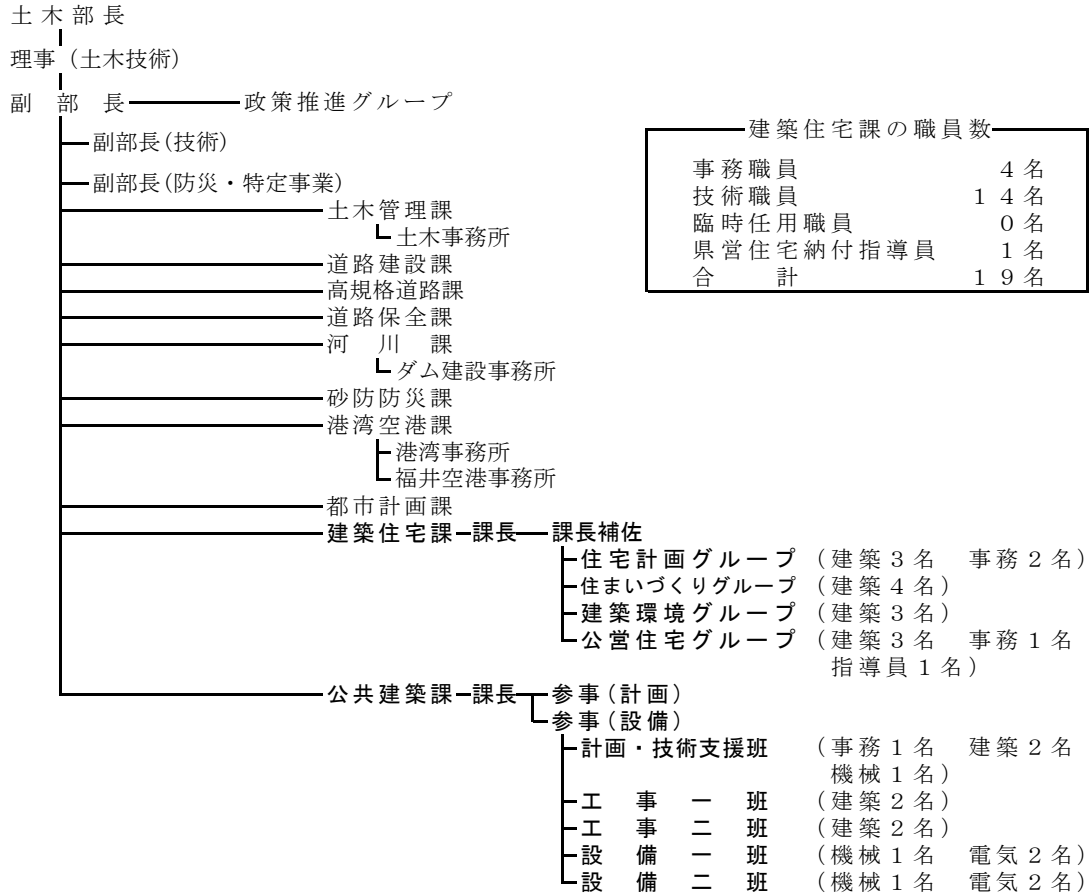 土木部長
理事（土木技術）
副　部　長　政策推進グループ
副部長(技術)
副部長(防災・特定事業)
土木管理課
土木事務所
道路建設課
高規格道路課
道路保全課
河　川　課
ダム建設事務所
砂防防災課
港湾空港課
港湾事務所
福井空港事務所
都市計画課
建築住宅課　課長　課長補佐
住宅計画グループ（建築３名　事務２名）
住まいづくりグループ（建築４名）
建築環境グループ（建築３名）
公営住宅グループ（建築３名　事務１名
指導員１名）
公共建築課　課長　参事(計画)
参事(設備)
計画・技術支援班（事務１名　建築２名
機械１名）
工　事　一　班（建築２名）
工　事　二　班（建築２名）
設　備　一　班（機械１名　電気２名）
設　備　二　班（機械１名　電気２名）
建築住宅課の職員数
事務職員　４名
技術職員　１４名
臨時任用職員　０名
県営住宅納付指導員　１名
合　計　１９名